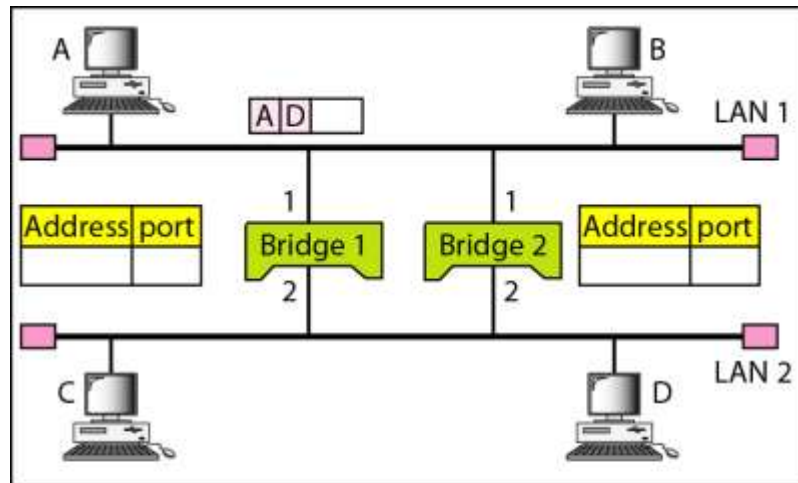 A
B
A D
LAN 1
1
1
Address port
Bridge 1
Bridge 2
Address port
2
2
LAN 2
C
D